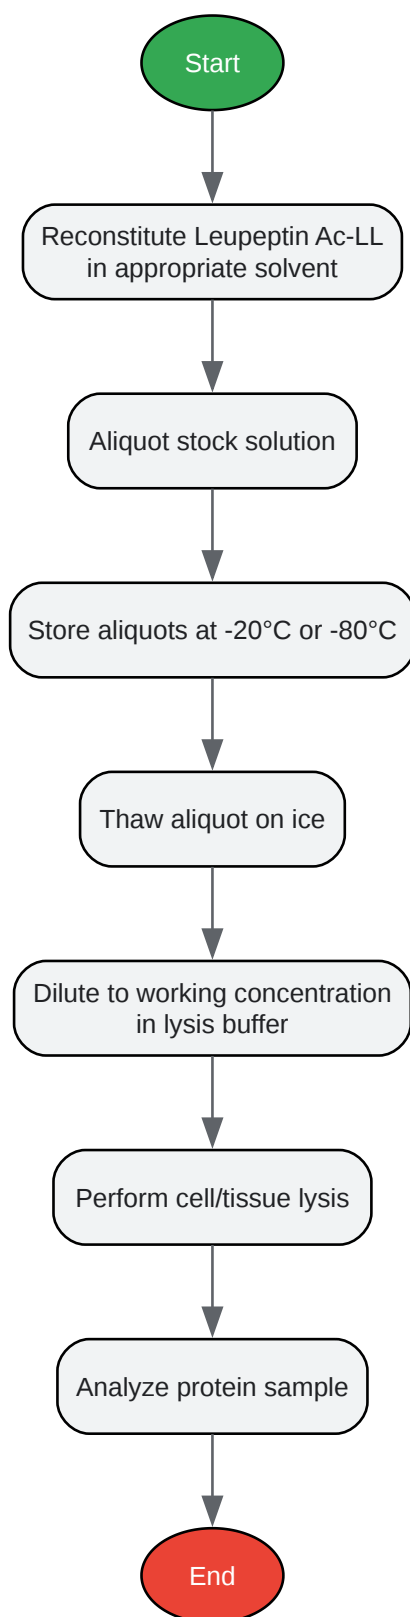 Start
Reconstitute Leupeptin Ac-LL
in appropriate solvent
Aliquot stock solution
Store aliquots at -20°C or -80°C
Thaw aliquot on ice
Dilute to working concentration
in lysis buffer
Perform cell/tissue lysis
Analyze protein sample
End